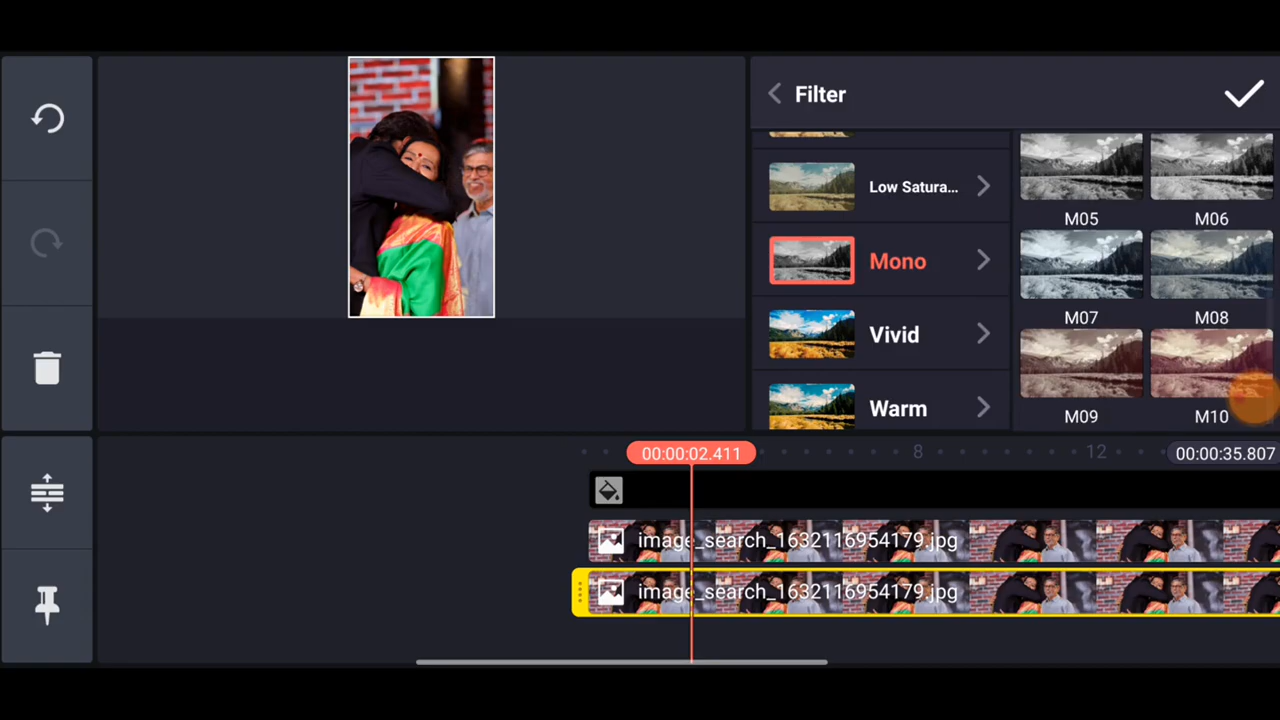 Filter
Low Satura...
Mono
Vivid
Warm
M05
M06
M07
M08
M09
M10
00:00:02.411
8
12
00:00:35.807
image_search_1632116954179.jpg
image_search_1632116954179.jpg